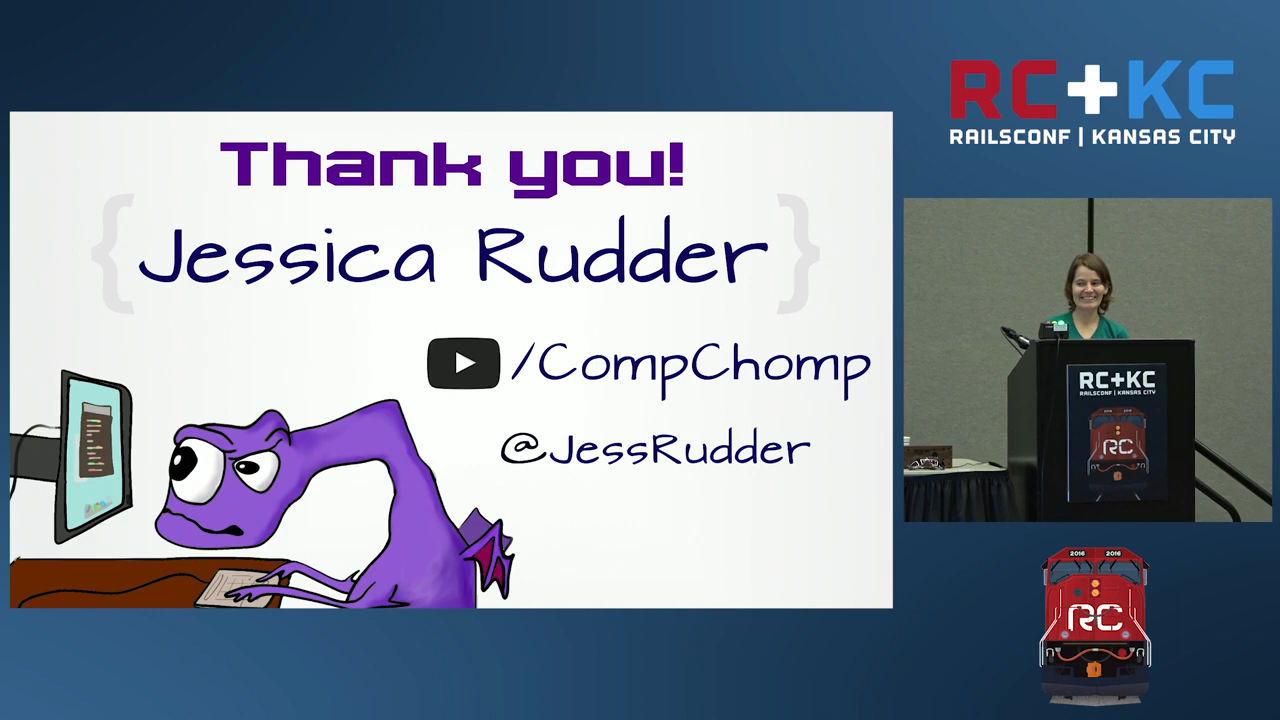 Thank you!
{ Jessica Rudder }
/CompChomp
@JessRudder
RC+KC
RAILSCONF | KANSAS CITY
RC+KC
RAILSCONF | KANSAS CITY
RC
2016 2016
RC